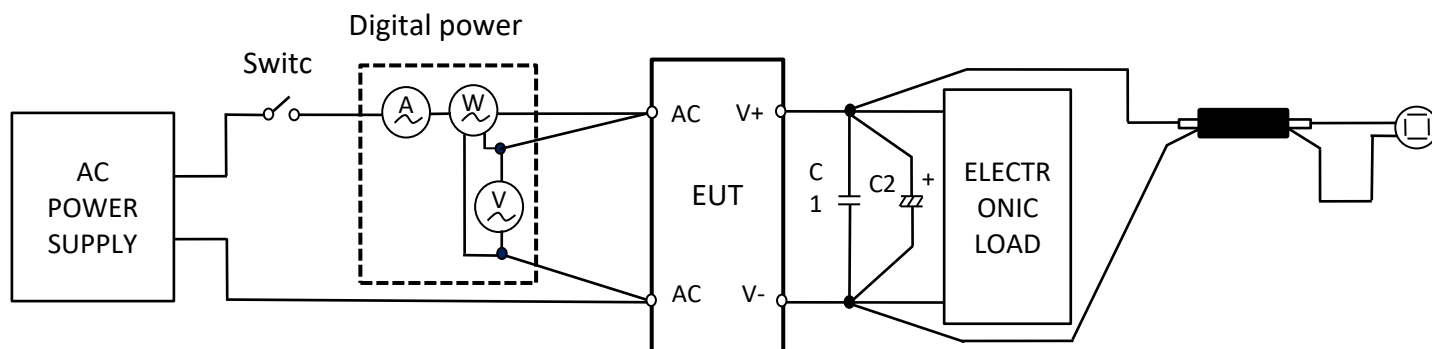 Digital power
Switc
A
W
V
AC
POWER
SUPPLY
AC
V+
EUT
AC
V-
C
1
C2
+
ELECTR
ONIC
LOAD